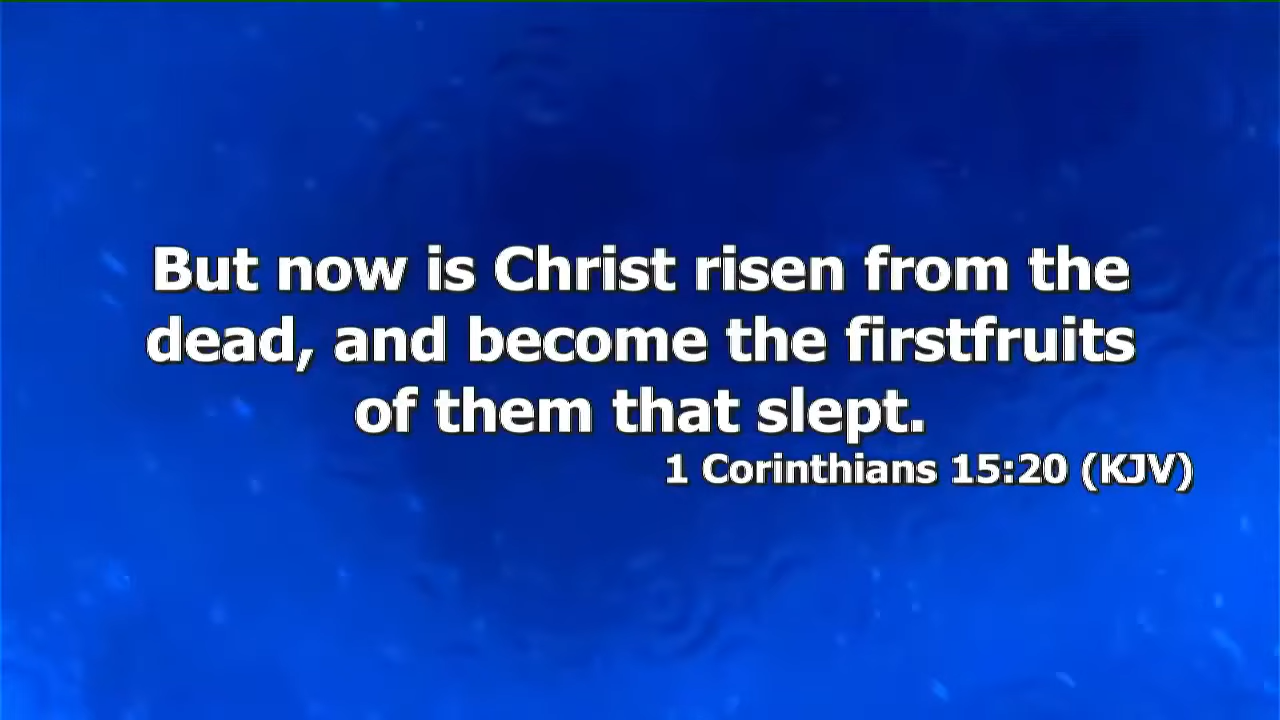 But now is Christ risen from the
dead, and become the firstfruits
of them that slept.
1 Corinthians 15:20 (KJV)